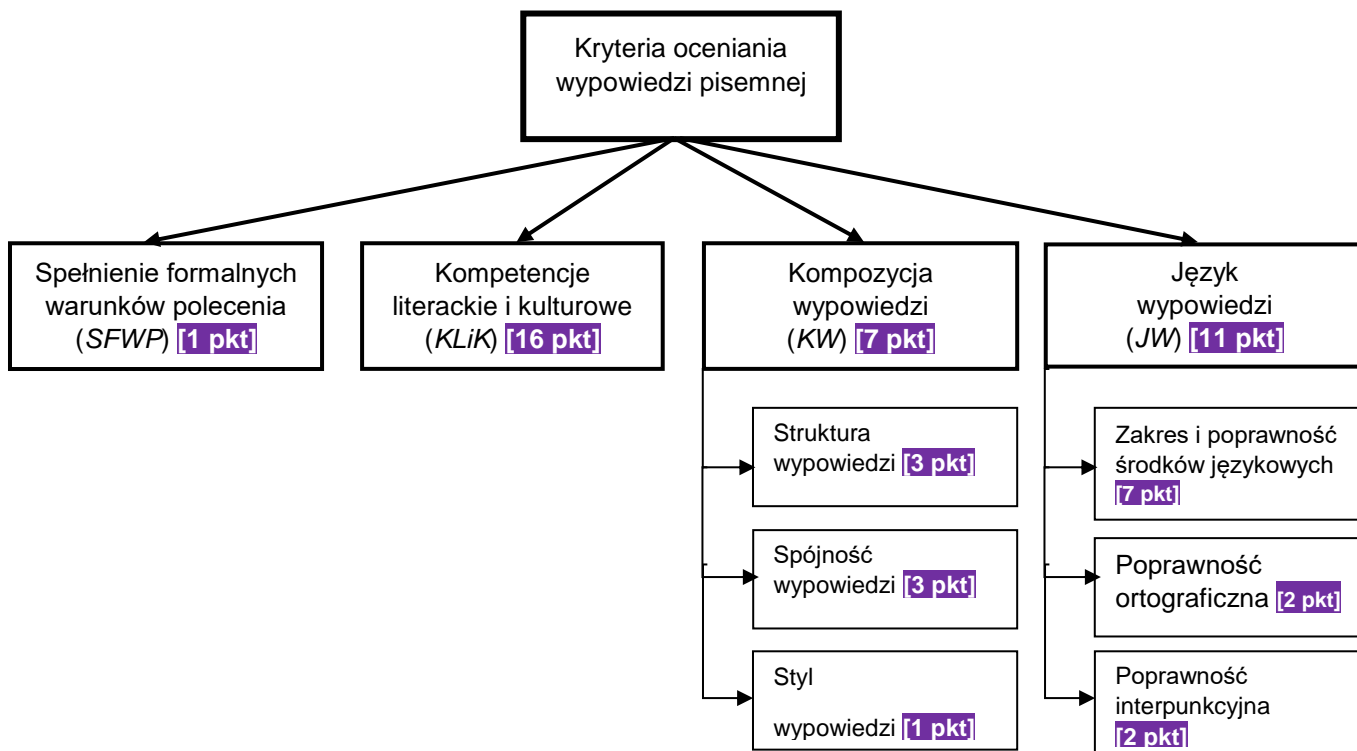 Kryteria oceniania
wypowiedzi pisemnej
Spełnienie formalnych
warunków polecenia
(SFWP) [1 pkt]
Kompetencje
literackie i kulturowe
(KLiK) [16 pkt]
Kompozycja
wypowiedzi
(KW) [7 pkt]
Struktura
wypowiedzi [3 pkt]
Spójność
wypowiedzi [3 pkt]
Styl
wypowiedzi [1 pkt]
Język
wypowiedzi
(JW) [11 pkt]
Zakres i poprawność
środków językowych
[7 pkt]
Poprawność
ortograficzna [2 pkt]
Poprawność
interpunkcyjna
[2 pkt]